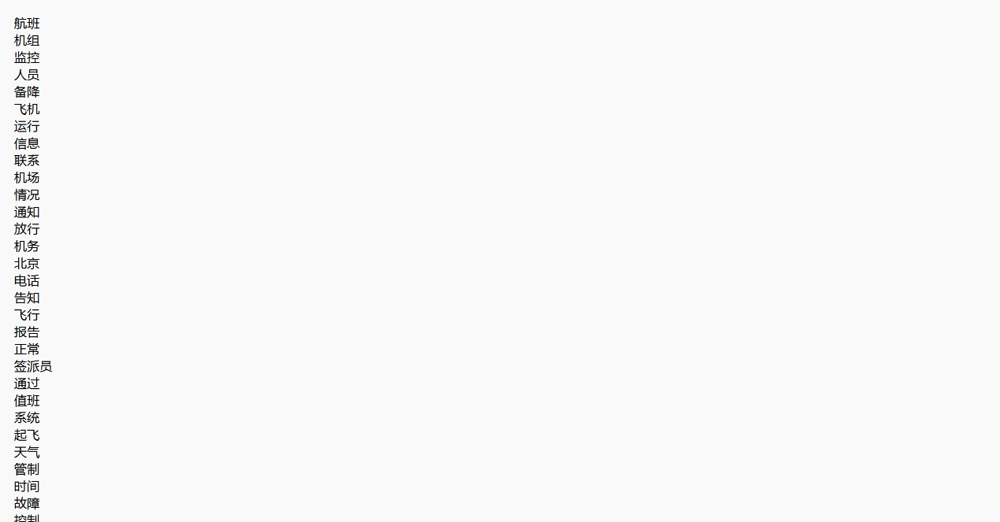 航班
机组
监控
人员
备降
飞机
运行
信息
联系
机场
情况
通知
放行
机务
北京
电话
告知
飞行
报告
正常
签派员
通过
值班
系统
起飞
天气
管制
时间
故障
控制